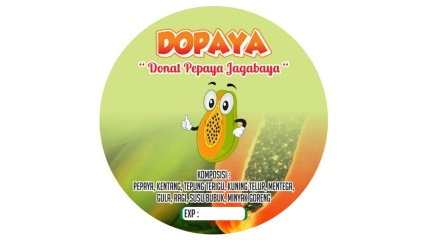 DOPAYA
"Donat Pepaya Jagabaya"
KOMPOSISI :
PEPAYA, KENTANG, TEPUNG TERIGU, KUNING TELUR, MENTEGA,
GULA, RAGI, SUSU BUBUK, MINYAK GORENG
EXP :